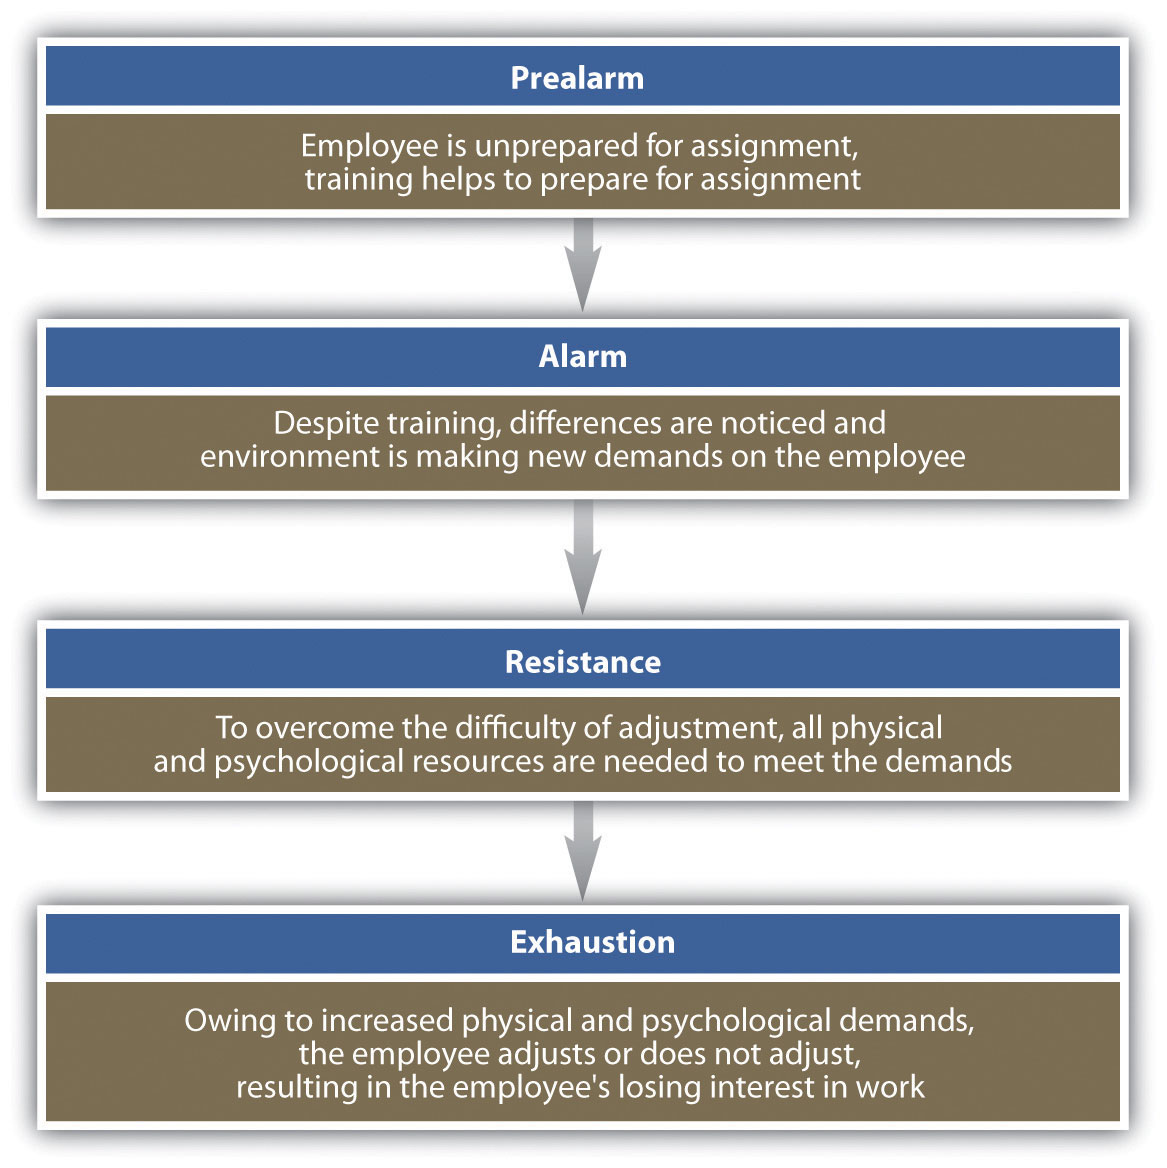 Prealarm
Employee is unprepared for assignment,
training helps to prepare for assignment
Alarm
Despite training, differences are noticed and
environment is making new demands on the employee
Resistance
To overcome the difficulty of adjustment, all physical
and psychological resources are needed to meet the demands
Exhaustion
Owing to increased physical and psychological demands,
the employee adjusts or does not adjust,
resulting in the employee's losing interest in work